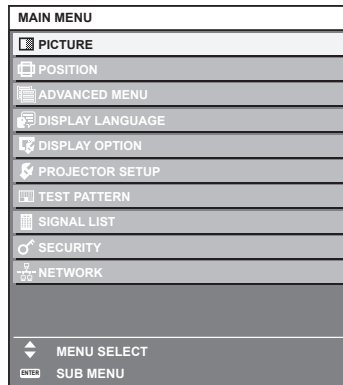 MAIN MENU
PICTURE
POSITION
ADVANCED MENU
DISPLAY LANGUAGE
DISPLAY OPTION
PROJECTOR SETUP
TEST PATTERN
SIGNAL LIST
SECURITY
NETWORK
MENU SELECT
ENTER SUB MENU